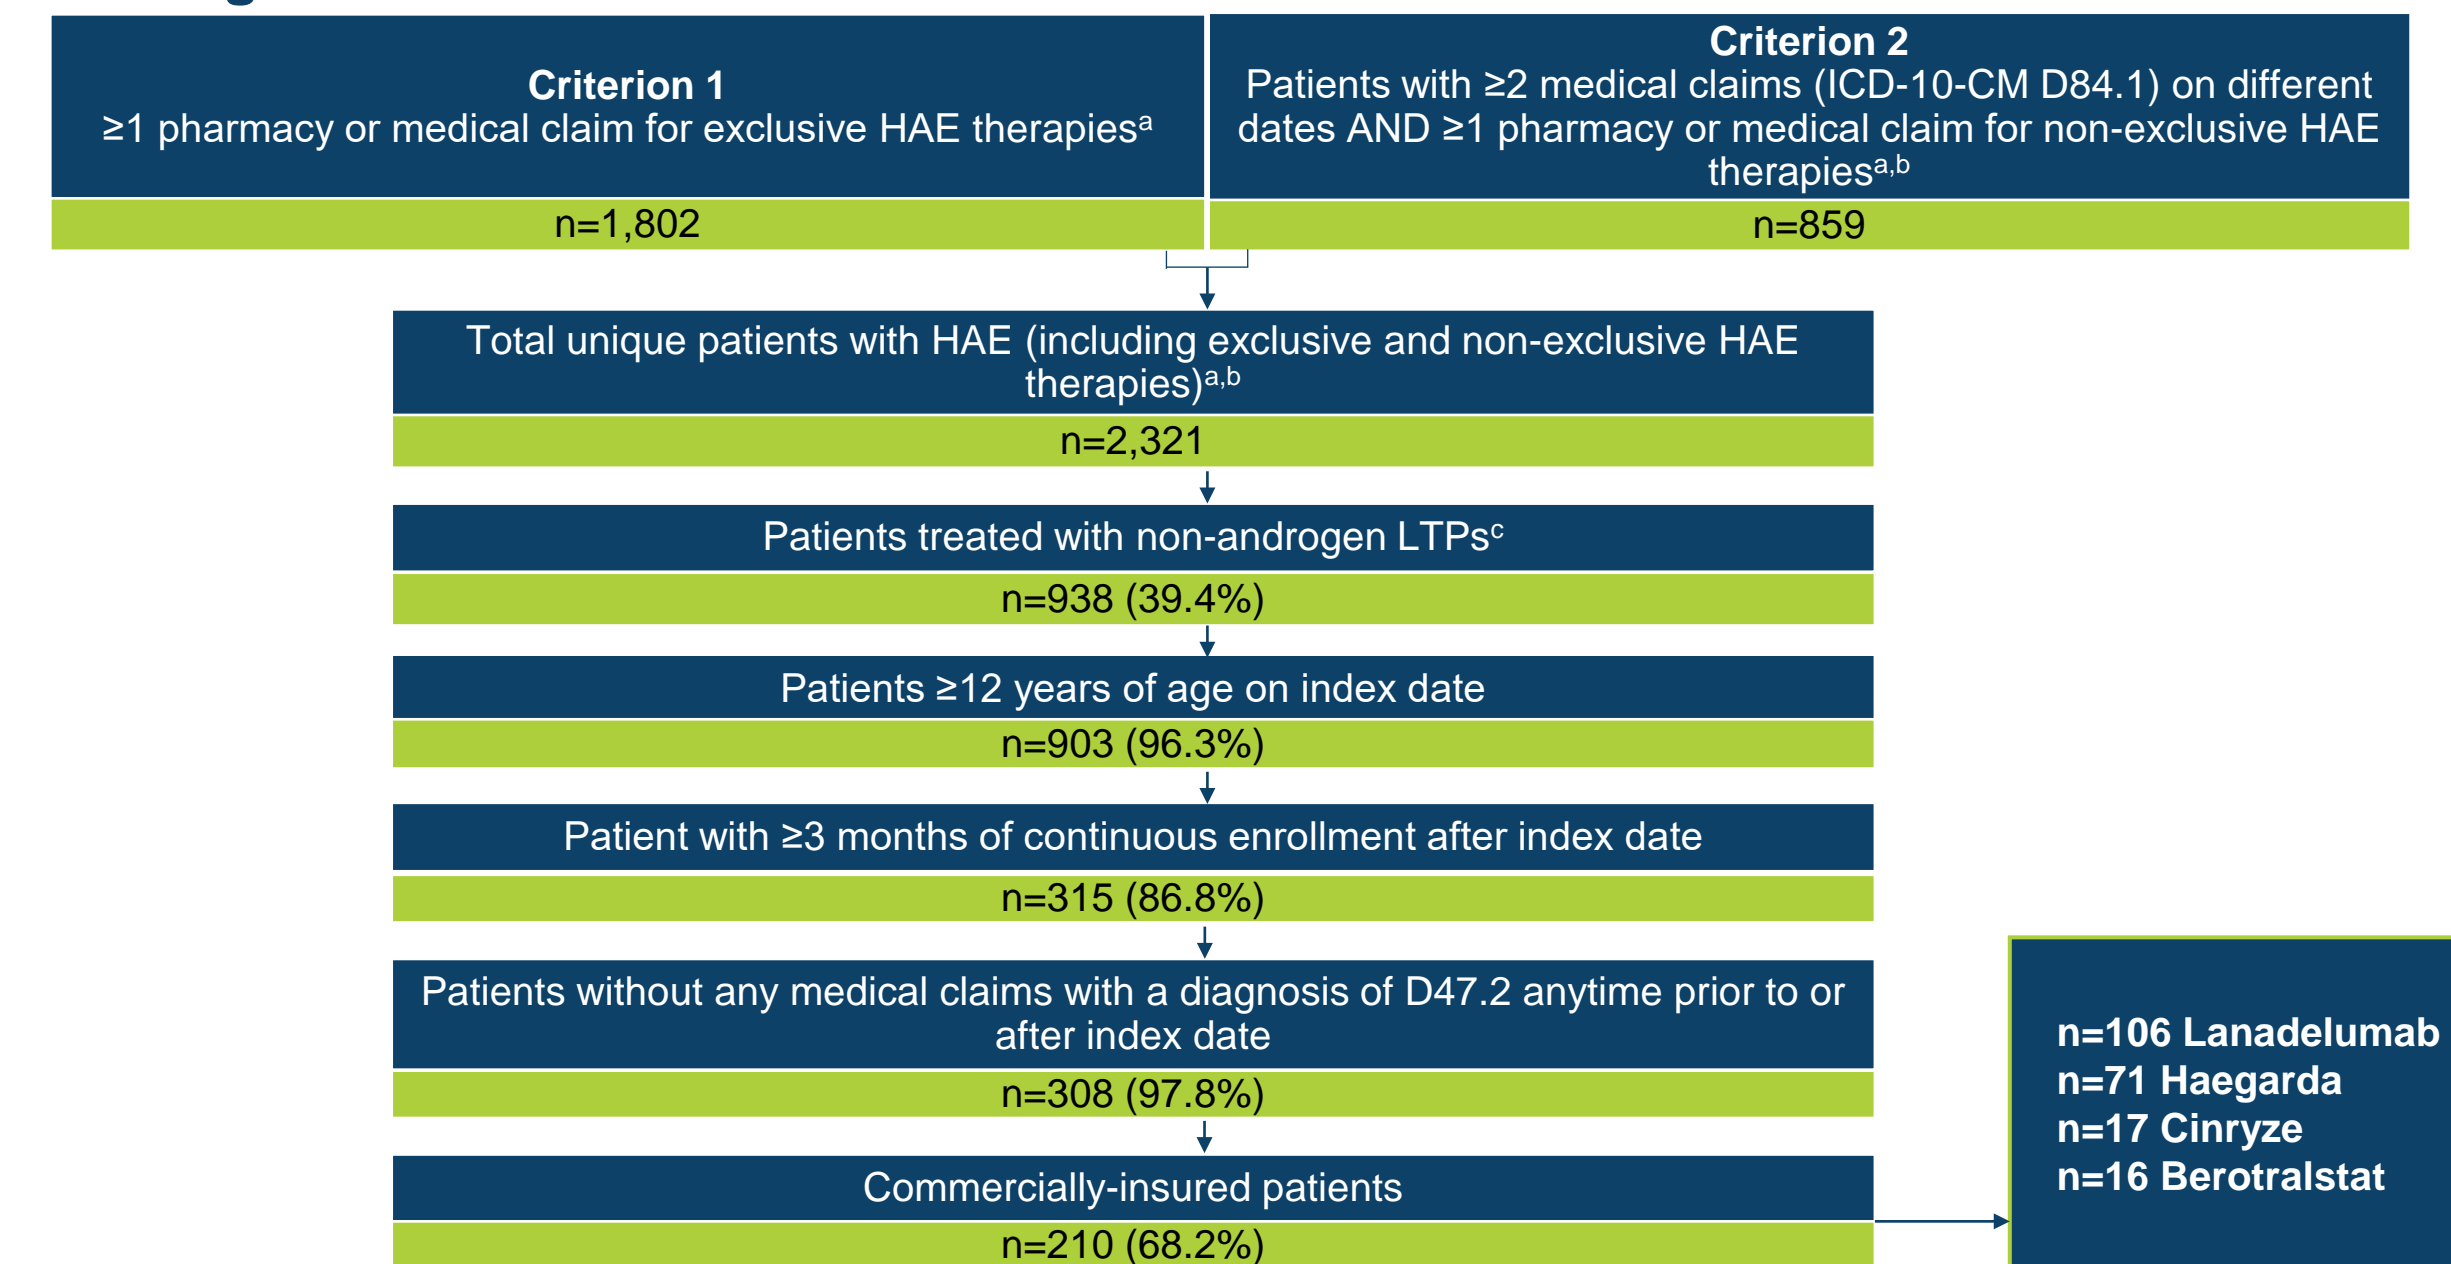 Criterion 1
≥1 pharmacy or medical claim for exclusive HAE therapiesᵃ
n=1,802
Criterion 2
Patients with ≥2 medical claims (ICD-10-CM D84.1) on different
dates AND ≥1 pharmacy or medical claim for non-exclusive HAE
therapiesᵃ,ᵇ
n=859
Total unique patients with HAE (including exclusive and non-exclusive HAE
therapies)ᵃ,ᵇ
n=2,321
Patients treated with non-androgen LTPsᶜ
n=938 (39.4%)
Patients ≥12 years of age on index date
n=903 (96.3%)
Patient with ≥3 months of continuous enrollment after index date
n=315 (86.8%)
Patients without any medical claims with a diagnosis of D47.2 anytime prior to or
after index date
n=308 (97.8%)
Commercially-insured patients
n=210 (68.2%)
n=106 Lanadelumab
n=71 Haegarda
n=17 Cinryze
n=16 Berotralstat